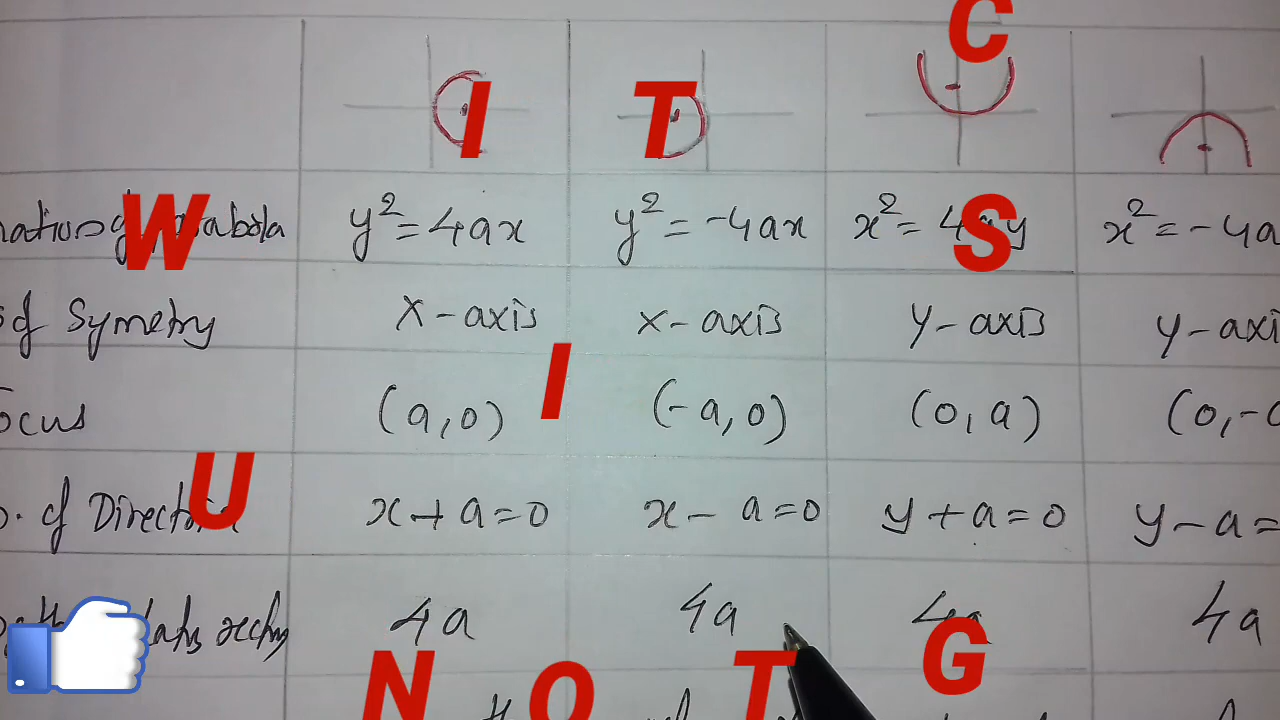 C
I T
W S
y² = 4ax y² = -4ax x² = 4ay x² = -4a
of Symetry X-axis X-axis y-axis y-axi
I
ocus (a,0) (-a,0) (0,a) (0,-
U
of x+a=0 x-a=0 y+a=0 y-a=
4a 4a 4a 4a
N O T G